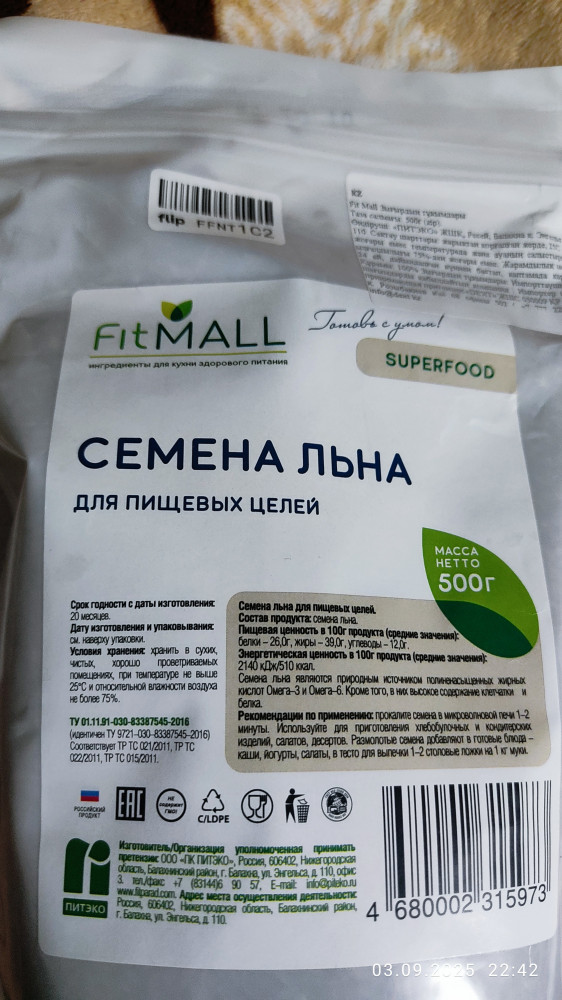 flip FFNT1C2
KZ
FitMALL
ингредиенты для кухни здорового питания
Готовь с умом!
SUPERFOOD
СЕМЕНА ЛЬНА
ДЛЯ ПИЩЕВЫХ ЦЕЛЕЙ
МАССА
НЕТТО
500г
Срок годности с даты изготовления:
20 месяцев.
Дату изготовления и упаковывания:
см. наверху упаковки.
Условия хранения: хранить в сухих,
чистых, хорошо проветриваемых
помещениях, при температуре не выше
25°С и относительной влажности воздуха
не более 75%.
ТУ 01.11.91-030-83387545-2016
(идентичен ТУ 9721-030-83387545-2016)
Соответствует ТР ТС 021/2011, ТР ТС
022/2011, ТР ТС 015/2011.
Семена льна для пищевых целей.
Состав продукта: семена льна.
Пищевая ценность в 100г продукта (средние значения):
белки – 26,0г, жиры – 39,0г, углеводы – 12,0г.
Энергетическая ценность в 100г продукта (средние значения):
2140 кДж/510 ккал.
Семена льна являются природным источником полиненасыщенных жирных
кислот Омега-3 и Омега-6. Кроме того, в них высокое содержание клетчатки и
белка.
Рекомендации по применению: прокалите семена в микроволновой печи 1–2
минуты. Используйте для приготовления хлебобулочных и кондитерских
изделий, салатов, десертов. Размолотые семена добавляют в готовые блюда –
каши, йогурты, салаты, в тесто для выпечки 1–2 столовые ложки на 1 кг муки.
РОССИЙСКИЙ
ПРОДУКТ
EAC
не
содержит
ГМО!
C/LDPE
ПИТЭКО
Изготовитель/Организация уполномоченная принимать
претензии: ООО «ПК ПИТЭКО», Россия, 606402, Нижегородская
область, Балахнинский район, г. Балахна, ул. Энгельса, д. 110, офис
3. тел./факс +7 (83144)6 90 57, E-mail: info@piteko.ru
www.fitparad.com. Адрес места осуществления деятельности:
Россия, 606402, Нижегородская область, Балахнинский район,
г. Балахна, ул. Энгельса, д. 110.
4 680002 315973
03.09.2025 22:42